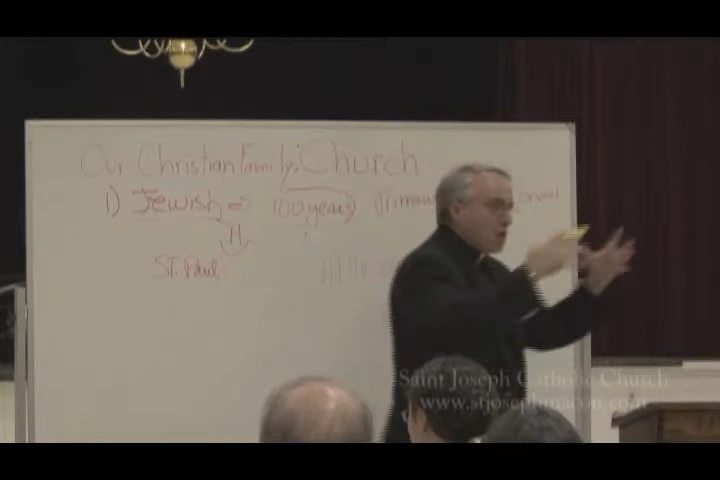 Our Christian Family: Church
1) Jewish ⇒ 100 years
ST. Paul
Saint Joseph Catholic Church
www.stjosephmacon.com